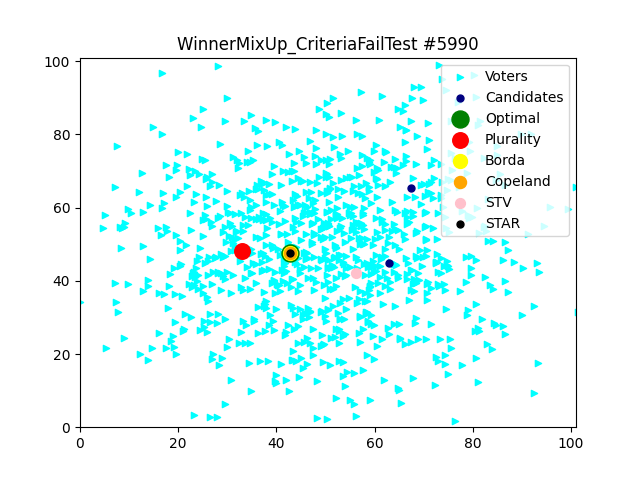 WinnerMixUp_CriteriaFailTest #5990
100
80
60
40
20
0
0
20
40
60
80
100
Voters
Candidates
Optimal
Plurality
Borda
Copeland
STV
STAR